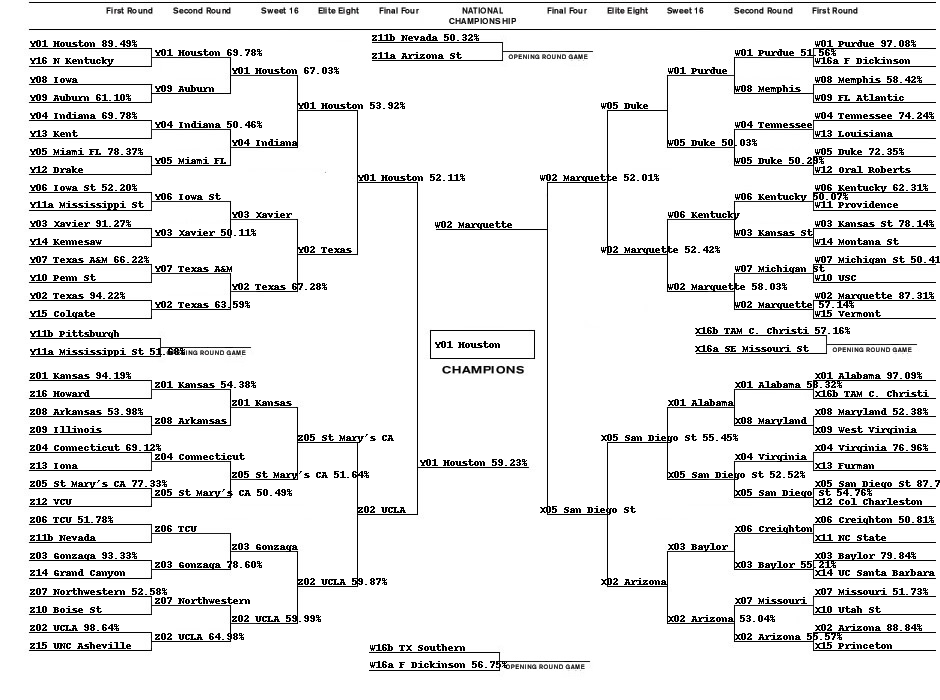 First Round Second Round Sweet 16 Elite Eight Final Four NATIONAL CHAMPIONSHIP Final Four Elite Eight Sweet 16 Second Round First Round
Z11b Nevada 50.32%
Z11a Arizona St
OPENING ROUND GAME
Y01 Houston 89.49%
Y16 N Kentucky
Y08 Iowa
Y09 Auburn 61.10%
Y04 Indiana 69.78%
Y13 Kent
Y05 Miami FL 78.37%
Y12 Drake
Y06 Iowa St 52.20%
Y11a Mississippi St
Y03 Xavier 91.27%
Y14 Kennesaw
Y07 Texas A&M 66.22%
Y10 Penn St
Y02 Texas 94.22%
Y15 Colgate
Y01 Houston 69.78%
Y09 Auburn
Y04 Indiana 50.46%
Y05 Miami FL
Y06 Iowa St
Y03 Xavier 50.11%
Y07 Texas A&M
Y02 Texas 63.59%
Y01 Houston 67.03%
Y04 Indiana
Y03 Xavier
Y02 Texas 67.28%
Y01 Houston 53.92%
Y02 Texas
Y01 Houston 52.11%
Y11b Pittsburgh
Y11a Mississippi St 51.68%
OPENING ROUND GAME
Z01 Kansas 94.19%
Z16 Howard
Z08 Arkansas 53.98%
Z09 Illinois
Z04 Connecticut 69.12%
Z13 Iona
Z05 St Mary's CA 77.33%
Z12 VCU
Z06 TCU 51.78%
Z11b Nevada
Z03 Gonzaga 93.33%
Z14 Grand Canyon
Z07 Northwestern 52.58%
Z10 Boise St
Z02 UCLA 98.64%
Z15 UNC Asheville
Z01 Kansas 54.38%
Z08 Arkansas
Z04 Connecticut
Z05 St Mary's CA 50.49%
Z06 TCU
Z03 Gonzaga 78.60%
Z07 Northwestern
Z02 UCLA 64.98%
Z01 Kansas
Z05 St Mary's CA 51.64%
Z03 Gonzaga
Z02 UCLA 59.99%
Z05 St Mary's CA
Z02 UCLA 59.87%
Z02 UCLA
Y01 Houston 59.23%
W02 Marquette
Y01 Houston
CHAMPIONS
W02 Marquette 52.01%
X05 San Diego St
W05 Duke
W02 Marquette 52.42%
W01 Purdue
W05 Duke 50.03%
W06 Kentucky
W02 Marquette 58.03%
W01 Purdue 51.56%
W08 Memphis
W04 Tennessee
W05 Duke 50.29%
W06 Kentucky 50.07%
W03 Kansas St
W07 Michigan St
W02 Marquette 57.14%
W01 Purdue 97.08%
W16a F Dickinson
W08 Memphis 58.42%
W09 FL Atlantic
W04 Tennessee 74.24%
W13 Louisiana
W05 Duke 72.35%
W12 Oral Roberts
W06 Kentucky 62.31%
W11 Providence
W03 Kansas St 78.14%
W14 Montana St
W07 Michigan St 50.41
W10 USC
W02 Marquette 87.31%
W15 Vermont
X16b TAM C. Christi 57.16%
X16a SE Missouri St
OPENING ROUND GAME
X05 San Diego St 55.45%
X02 Arizona
X01 Alabama
X05 San Diego St 52.52%
X03 Baylor
X02 Arizona 53.04%
X01 Alabama 58.32%
X08 Maryland
X04 Virginia
X05 San Diego St 54.76%
X06 Creighton
X03 Baylor 55.21%
X07 Missouri
X02 Arizona 55.57%
X01 Alabama 97.09%
X16b TAM C. Christi
X08 Maryland 52.38%
X09 West Virginia
X04 Virginia 76.96%
X13 Furman
X05 San Diego St 87.7
X12 Col Charleston
X06 Creighton 50.81%
X11 NC State
X03 Baylor 79.84%
X14 UC Santa Barbara
X07 Missouri 51.73%
X10 Utah St
X02 Arizona 88.84%
X15 Princeton
W16b TX Southern
W16a F Dickinson 56.75%
OPENING ROUND GAME